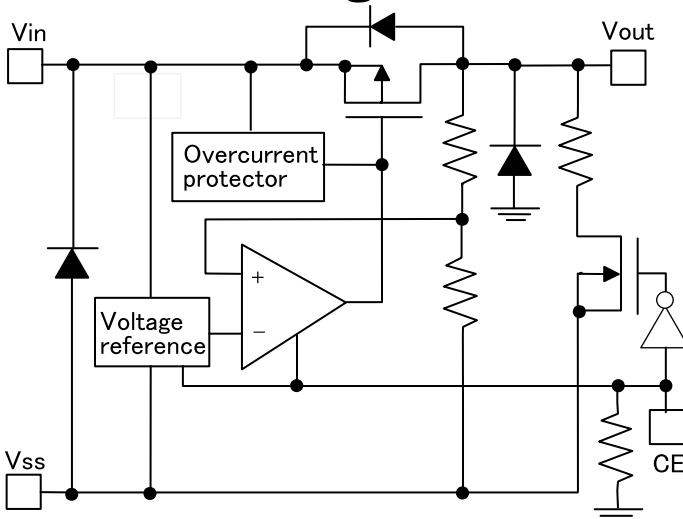 Vin
Vout
Overcurrent
protector
+
−
Voltage
reference
Vss
CE